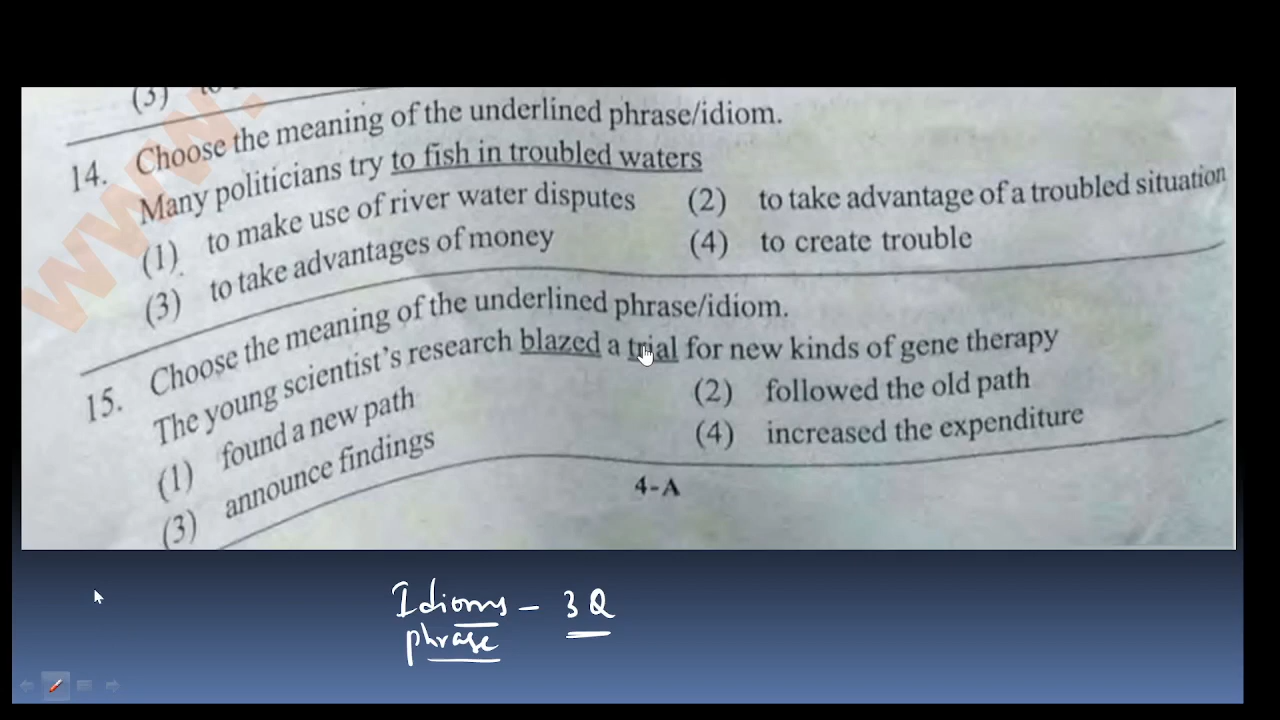 (3) to
www.
14. Choose the meaning of the underlined phrase/idiom.
Many politicians try to fish in troubled waters
(1) to make use of river water disputes (2) to take advantage of a troubled situation
(3) to take advantages of money (4) to create trouble
15. Choose the meaning of the underlined phrase/idiom.
The young scientist's research blazed a trial for new kinds of gene therapy
(1) found a new path (2) followed the old path
(3) announce findings (4) increased the expenditure
4-A
Idioms - 3Q
phrase